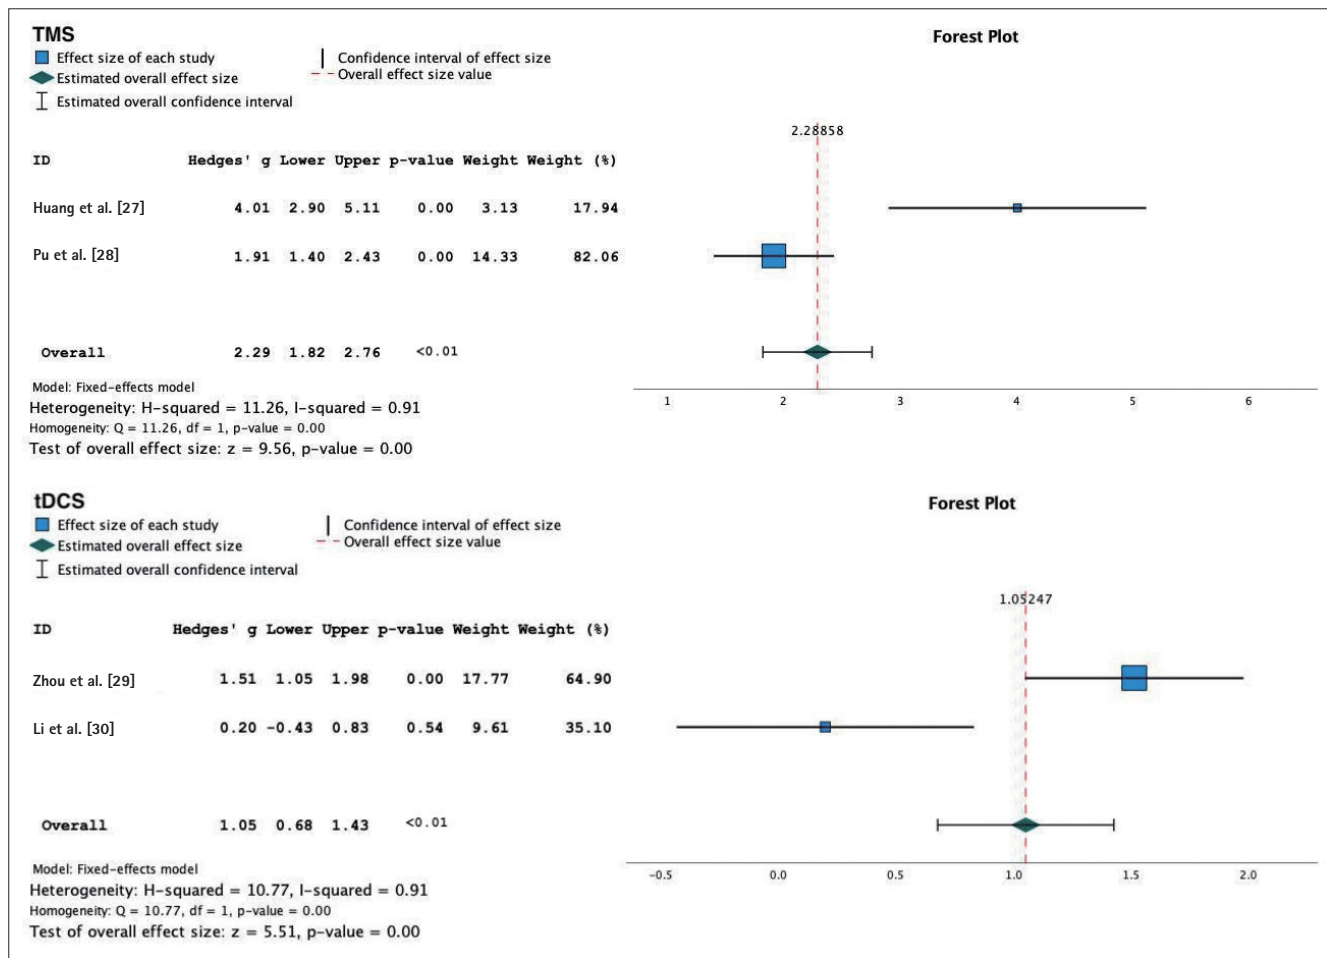 TMS
Forest Plot
Effect size of each study
Confidence interval of effect size
Estimated overall effect size
Overall effect size value
Estimated overall confidence interval
2.28858
ID Hedges' g Lower Upper p-value Weight Weight (%)
Huang et al. [27] 4.01 2.90 5.11 0.00 3.13 17.94
Pu et al. [28] 1.91 1.40 2.43 0.00 14.33 82.06
Overall 2.29 1.82 2.76 <0.01
Model: Fixed-effects model
1 2 3 4 5 6
Heterogeneity: H-squared = 11.26, I-squared = 0.91
Homogeneity: Q = 11.26, df = 1, p-value = 0.00
Test of overall effect size: z = 9.56, p-value = 0.00
tDCS
Forest Plot
Effect size of each study
Confidence interval of effect size
Estimated overall effect size
Overall effect size value
Estimated overall confidence interval
1.05247
ID Hedges' g Lower Upper p-value Weight Weight (%)
Zhou et al. [29] 1.51 1.05 1.98 0.00 17.77 64.90
Li et al. [30] 0.20 -0.43 0.83 0.54 9.61 35.10
Overall 1.05 0.68 1.43 <0.01
Model: Fixed-effects model
-0.5 0.0 0.5 1.0 1.5 2.0
Heterogeneity: H-squared = 10.77, I-squared = 0.91
Homogeneity: Q = 10.77, df = 1, p-value = 0.00
Test of overall effect size: z = 5.51, p-value = 0.00